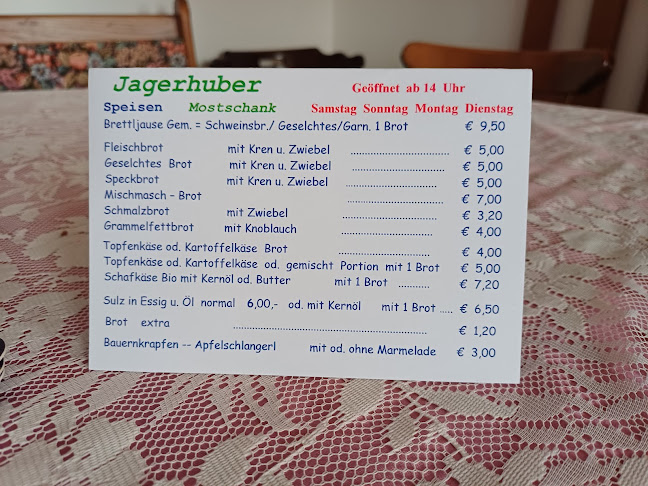 Jagerhuber Geöffnet ab 14 Uhr
Speisen Mostschank Samstag Sonntag Montag Dienstag
Brettljause Gem. = Schweinsbr./ Geselchtes/Garn. 1 Brot € 9,50
Fleischbrot mit Kren u. Zwiebel ................................ € 5,00
Geselchtes Brot mit Kren u. Zwiebel .............................. € 5,00
Speckbrot mit Kren u. Zwiebel ............................. € 5,00
Mischmasch – Brot ............................... € 7,00
Schmalzbrot mit Zwiebel .............................. € 3,20
Grammelfettbrot mit Knoblauch ............................. € 4,00
Topfenkäse od. Kartoffelkäse Brot ............................. € 4,00
Topfenkäse od. Kartoffelkäse od. gemischt Portion mit 1 Brot € 5,00
Schafkäse Bio mit Kernöl od. Butter mit 1 Brot .......... € 7,20
Sulz in Essig u. Öl normal 6,00,- od. mit Kernöl mit 1 Brot ..... € 6,50
Brot extra .............................................................. € 1,20
Bauernkrapfen -- Apfelschlangerl mit od. ohne Marmelade € 3,00